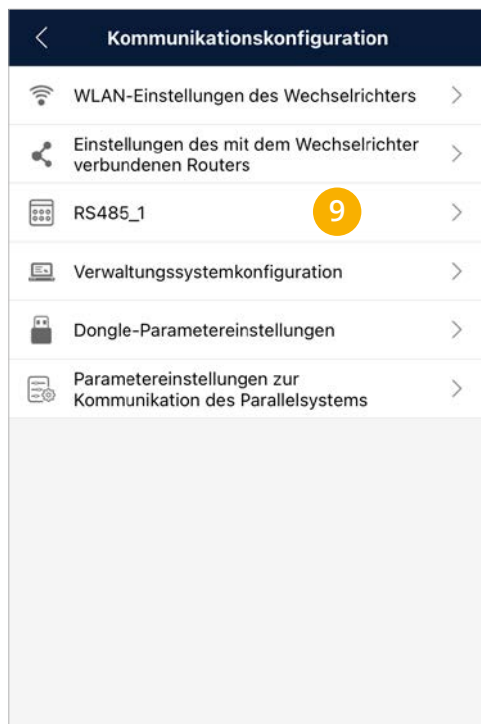 Kommunikationskonfiguration
WLAN-Einstellungen des Wechselrichters
Einstellungen des mit dem Wechselrichter
verbundenen Routers
RS485_1 9
Verwaltungssystemkonfiguration
Dongle-Parametereinstellungen
Parametereinstellungen zur
Kommunikation des Parallelsystems